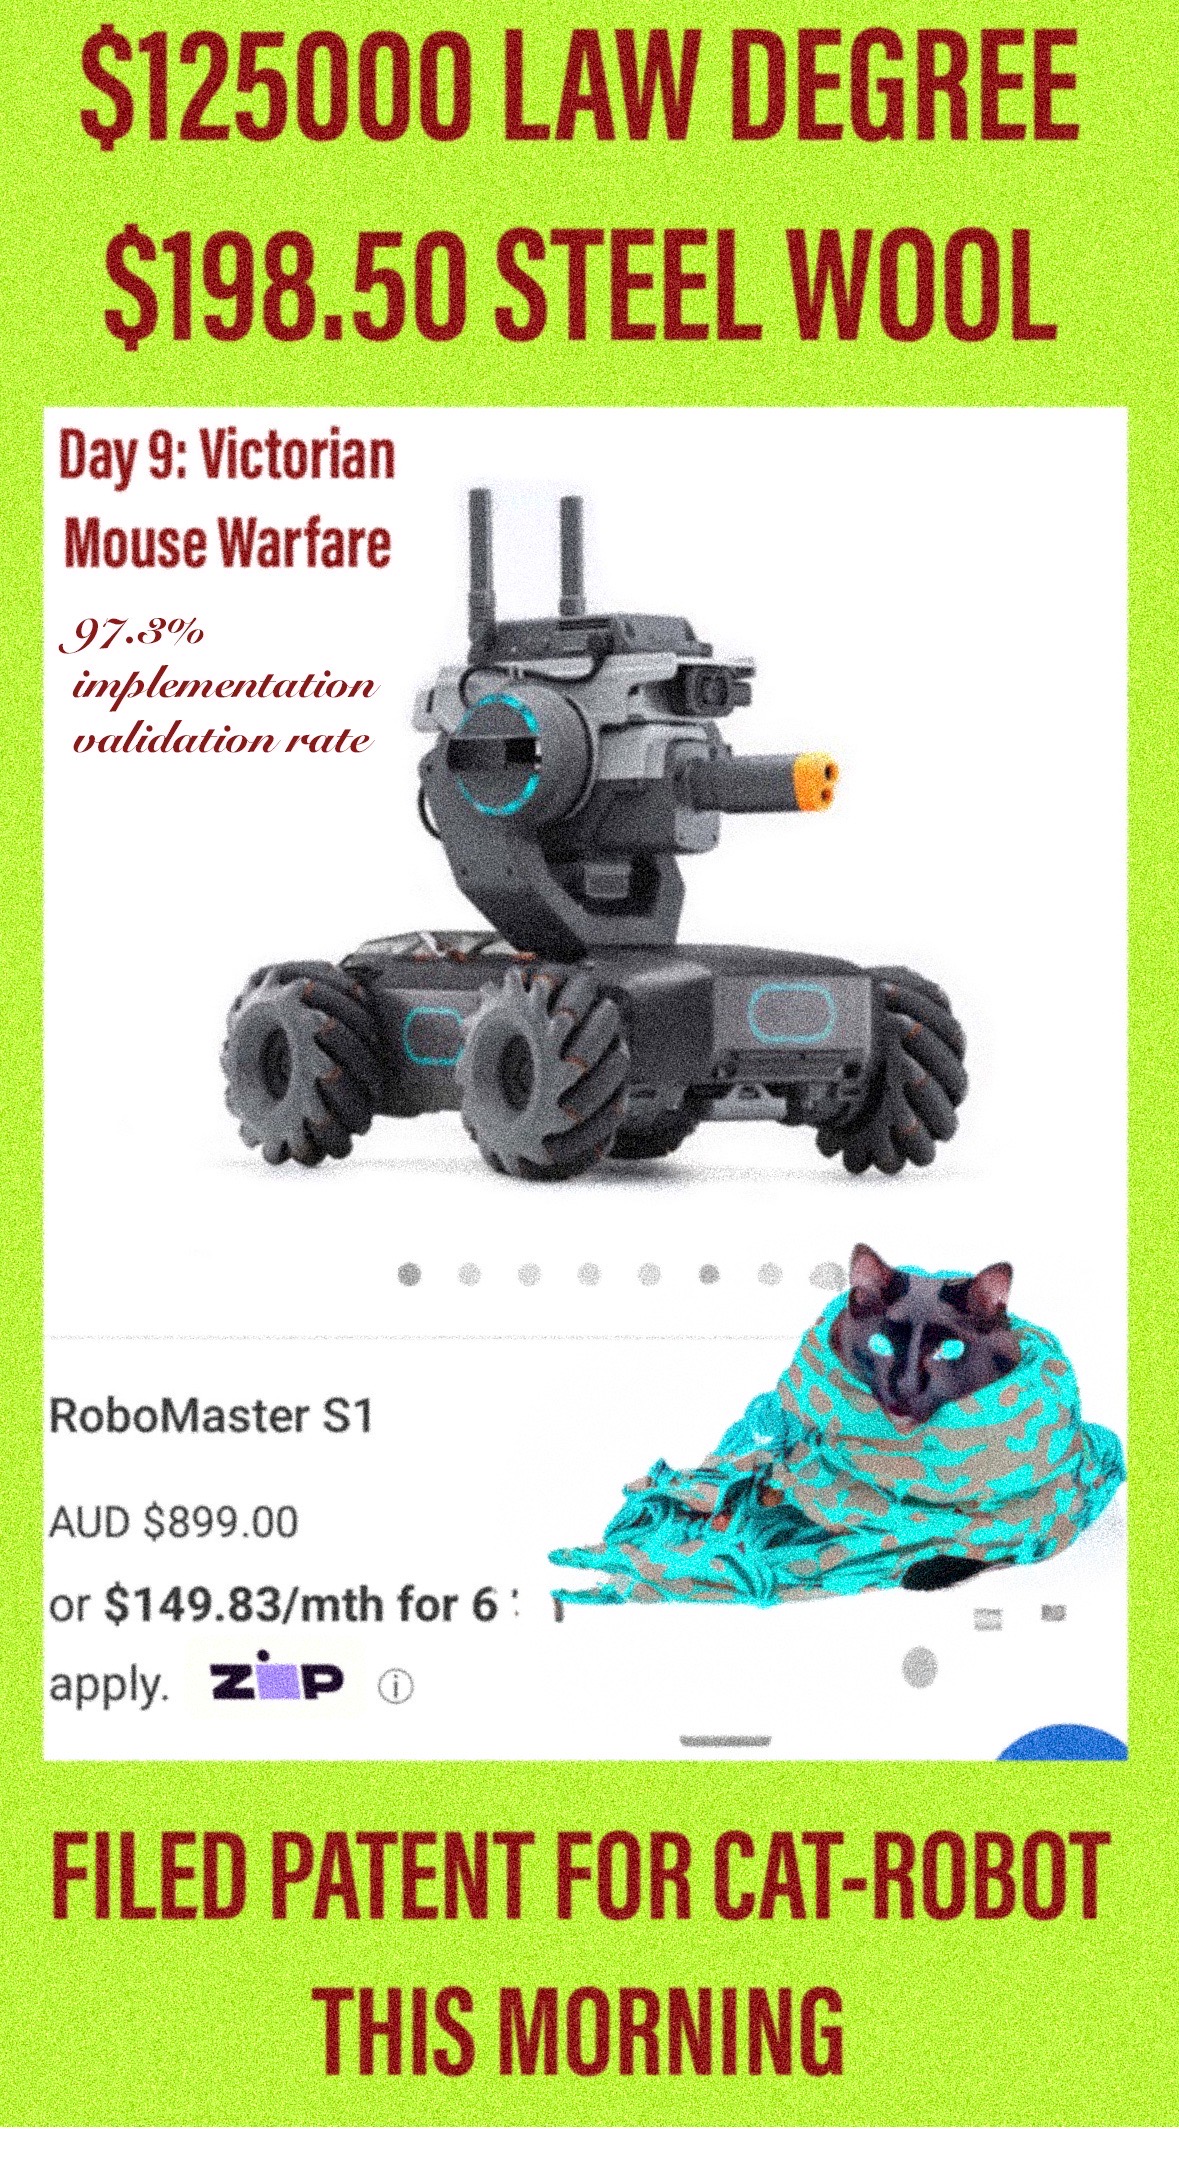 $125000 LAW DEGREE
$198.50 STEEL WOOL
Day 9: Victorian
Mouse Warfare
97.3%
implementation
validation rate
RoboMaster S1
AUD $899.00
or $149.83/mth for 6
apply. zip
FILED PATENT FOR CAT-ROBOT
THIS MORNING